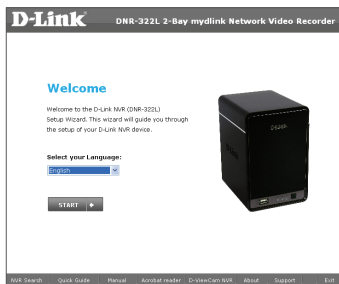 D-Link
DNR-322L 2-Bay mydlink Network Video Recorder
Welcome
Welcome to the D-Link NVR (DNR-322L)
Setup Wizard. This wizard will guide you through
the setup of your D-Link NVR device.
Select your Language:
English
START
D-Link
D-Link
NVR Search Quick Guide Manual Acrobat reader D-ViewCam NVR About Support Exit